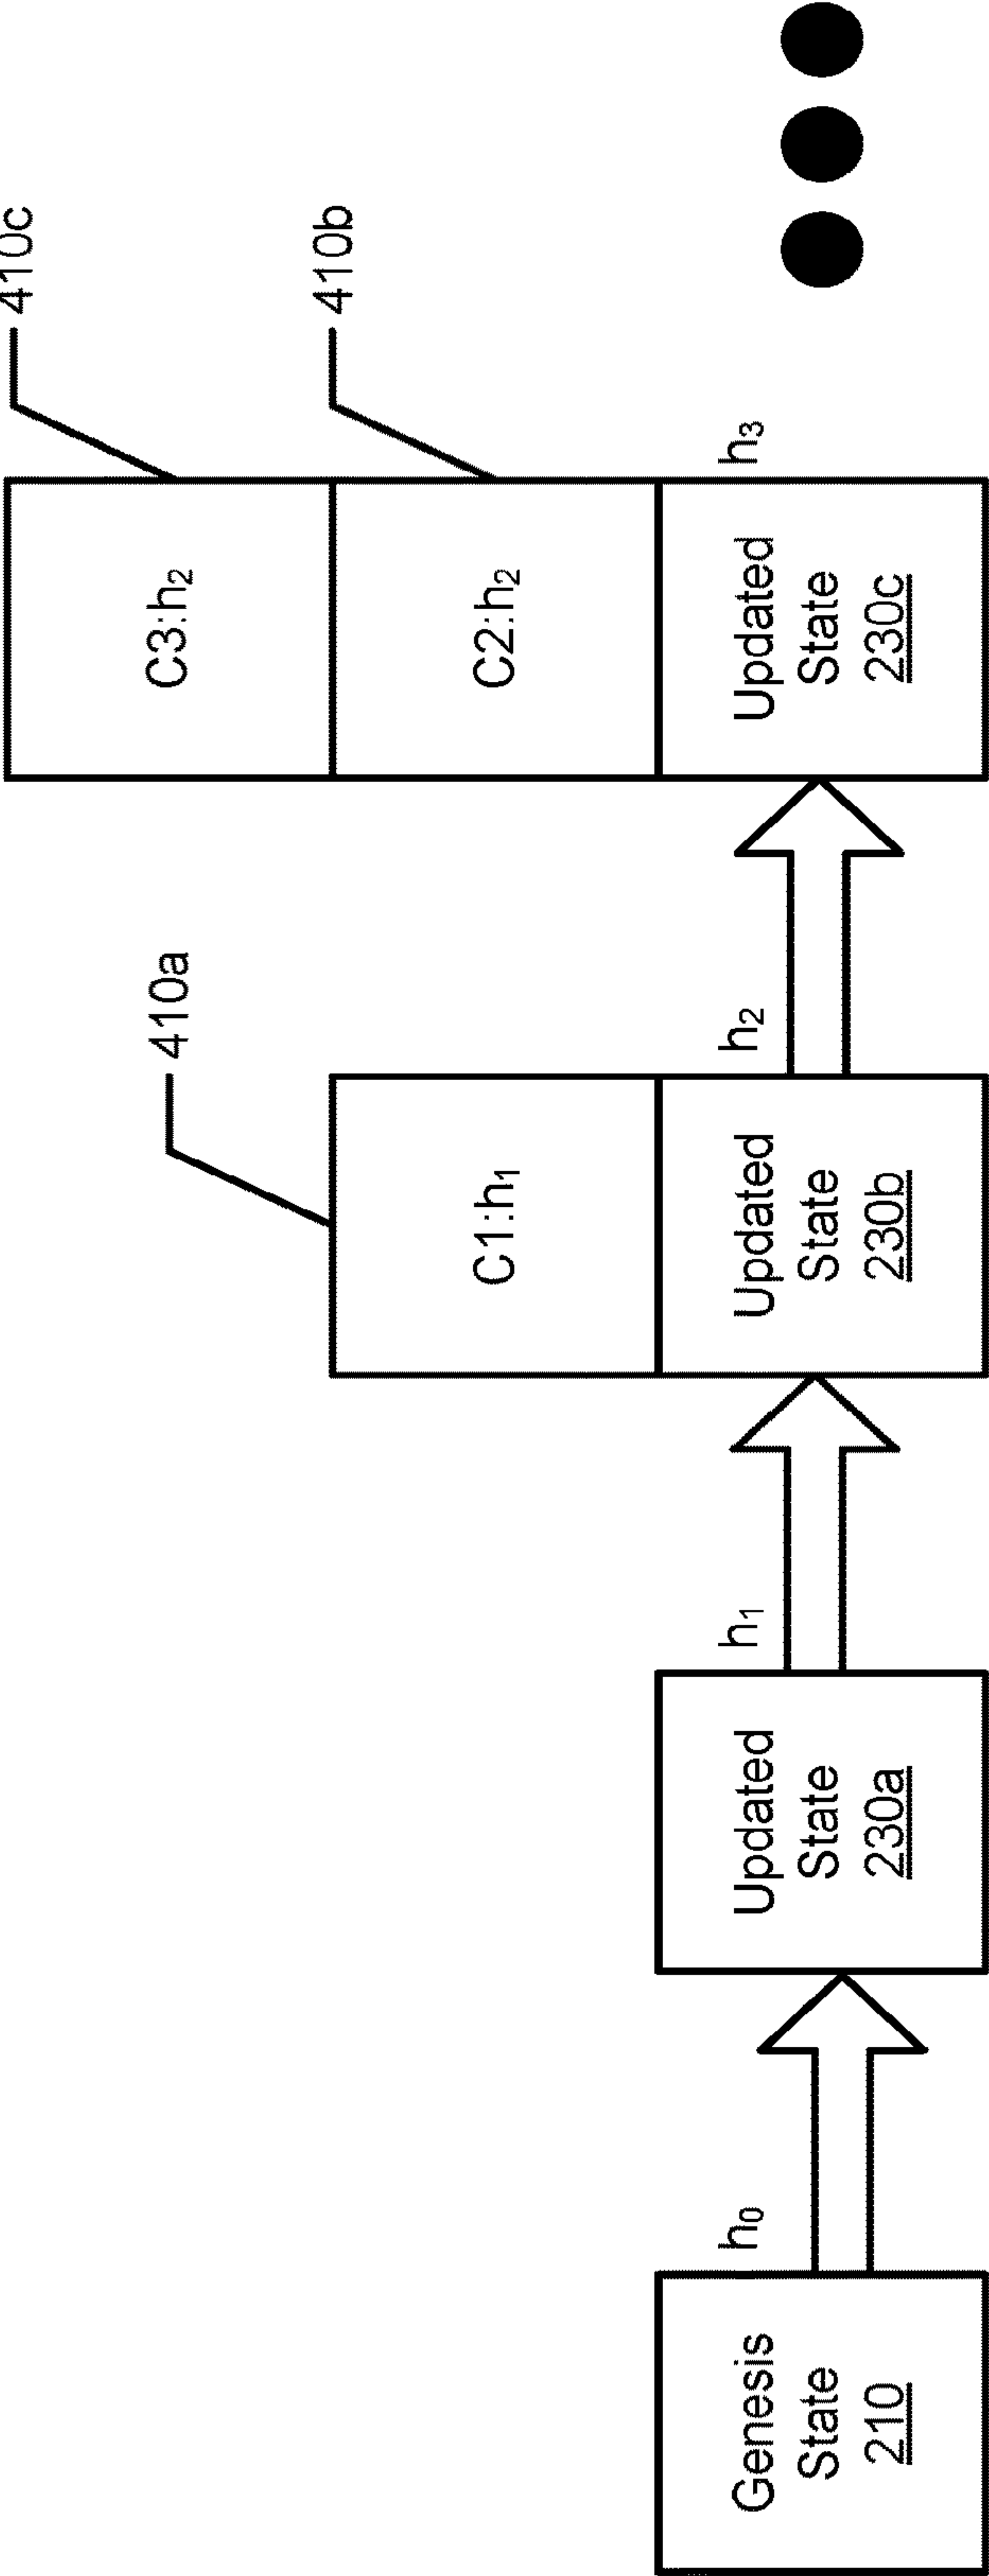 410c
410b
C3:h₂
C2:h₂
Updated
State
230c
h₃
410a
C1:h₁
Updated
State
230b
h₂
Updated
State
230a
h₁
Genesis
State
210
h₀